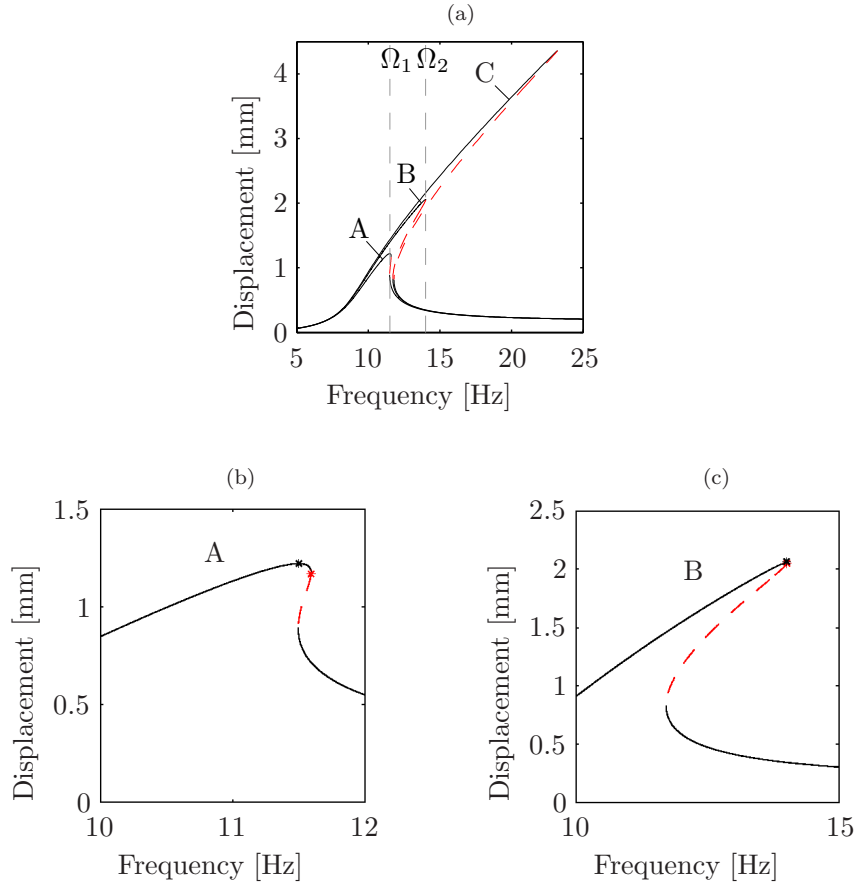 (a)
Ω1 Ω2
C
B
A
4
3
2
1
0
5 10 15 20 25
Displacement [mm]
Frequency [Hz]
(b)
A
1.5
1
0.5
0
10 11 12
Displacement [mm]
Frequency [Hz]
(c)
B
2.5
2
1.5
1
0.5
0
10 15
Displacement [mm]
Frequency [Hz]